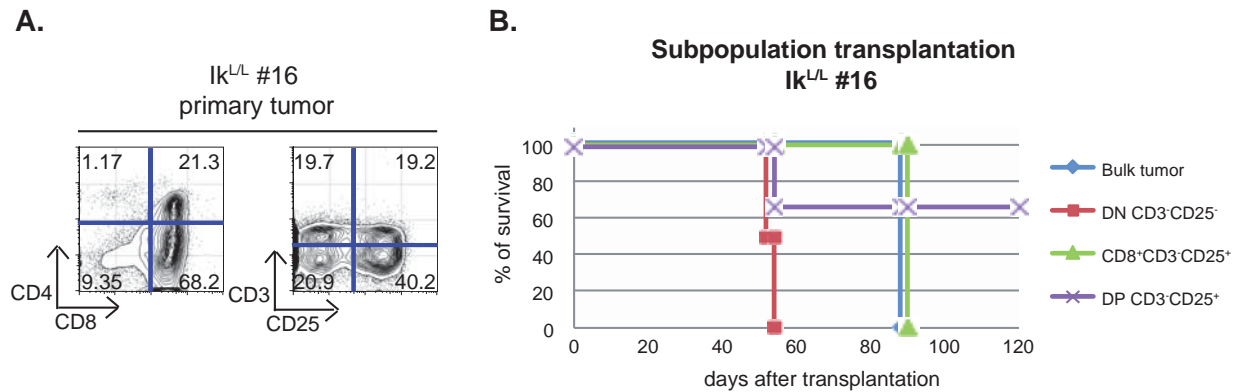 A.
Ik^L/L #16
primary tumor
1.17 21.3
9.35 68.2
CD4
CD8
19.7 19.2
20.9 40.2
CD3
CD25
B.
Subpopulation transplantation
Ik^L/L #16
% of survival
100
80
60
40
20
0
0 20 40 60 80 100 120
days after transplantation
Bulk tumor
DN CD3⁻CD25⁻
CD8⁺CD3⁻CD25⁺
DP CD3⁻CD25⁺